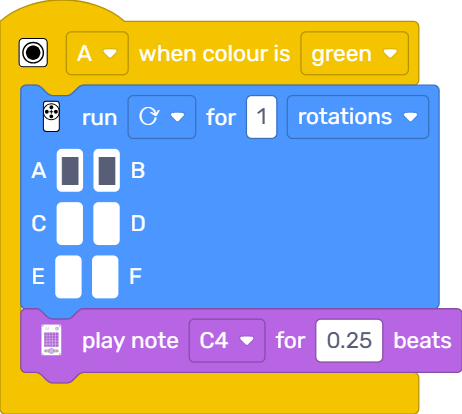 A when colour is green
run for 1 rotations
A B
C D
E F
play note C4 for 0.25 beats